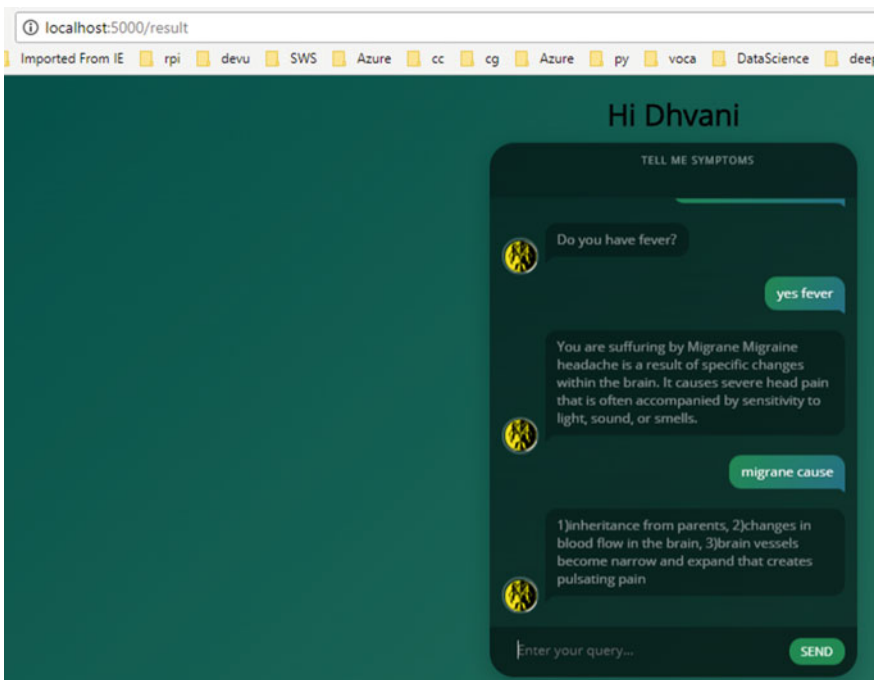 localhost:5000/result
Imported From IE rpi devu SWS Azure cc cg Azure py voca DataScience deep
Hi Dhvani
TELL ME SYMPTOMS
Do you have fever?
yes fever
You are suffuring by Migrane Migraine
headache is a result of specific changes
within the brain. It causes severe head pain
that is often accompanied by sensitivity to
light, sound, or smells.
migrane cause
1)inheritance from parents, 2)changes in
blood flow in the brain, 3)brain vessels
become narrow and expand that creates
pulsating pain
Enter your query... SEND